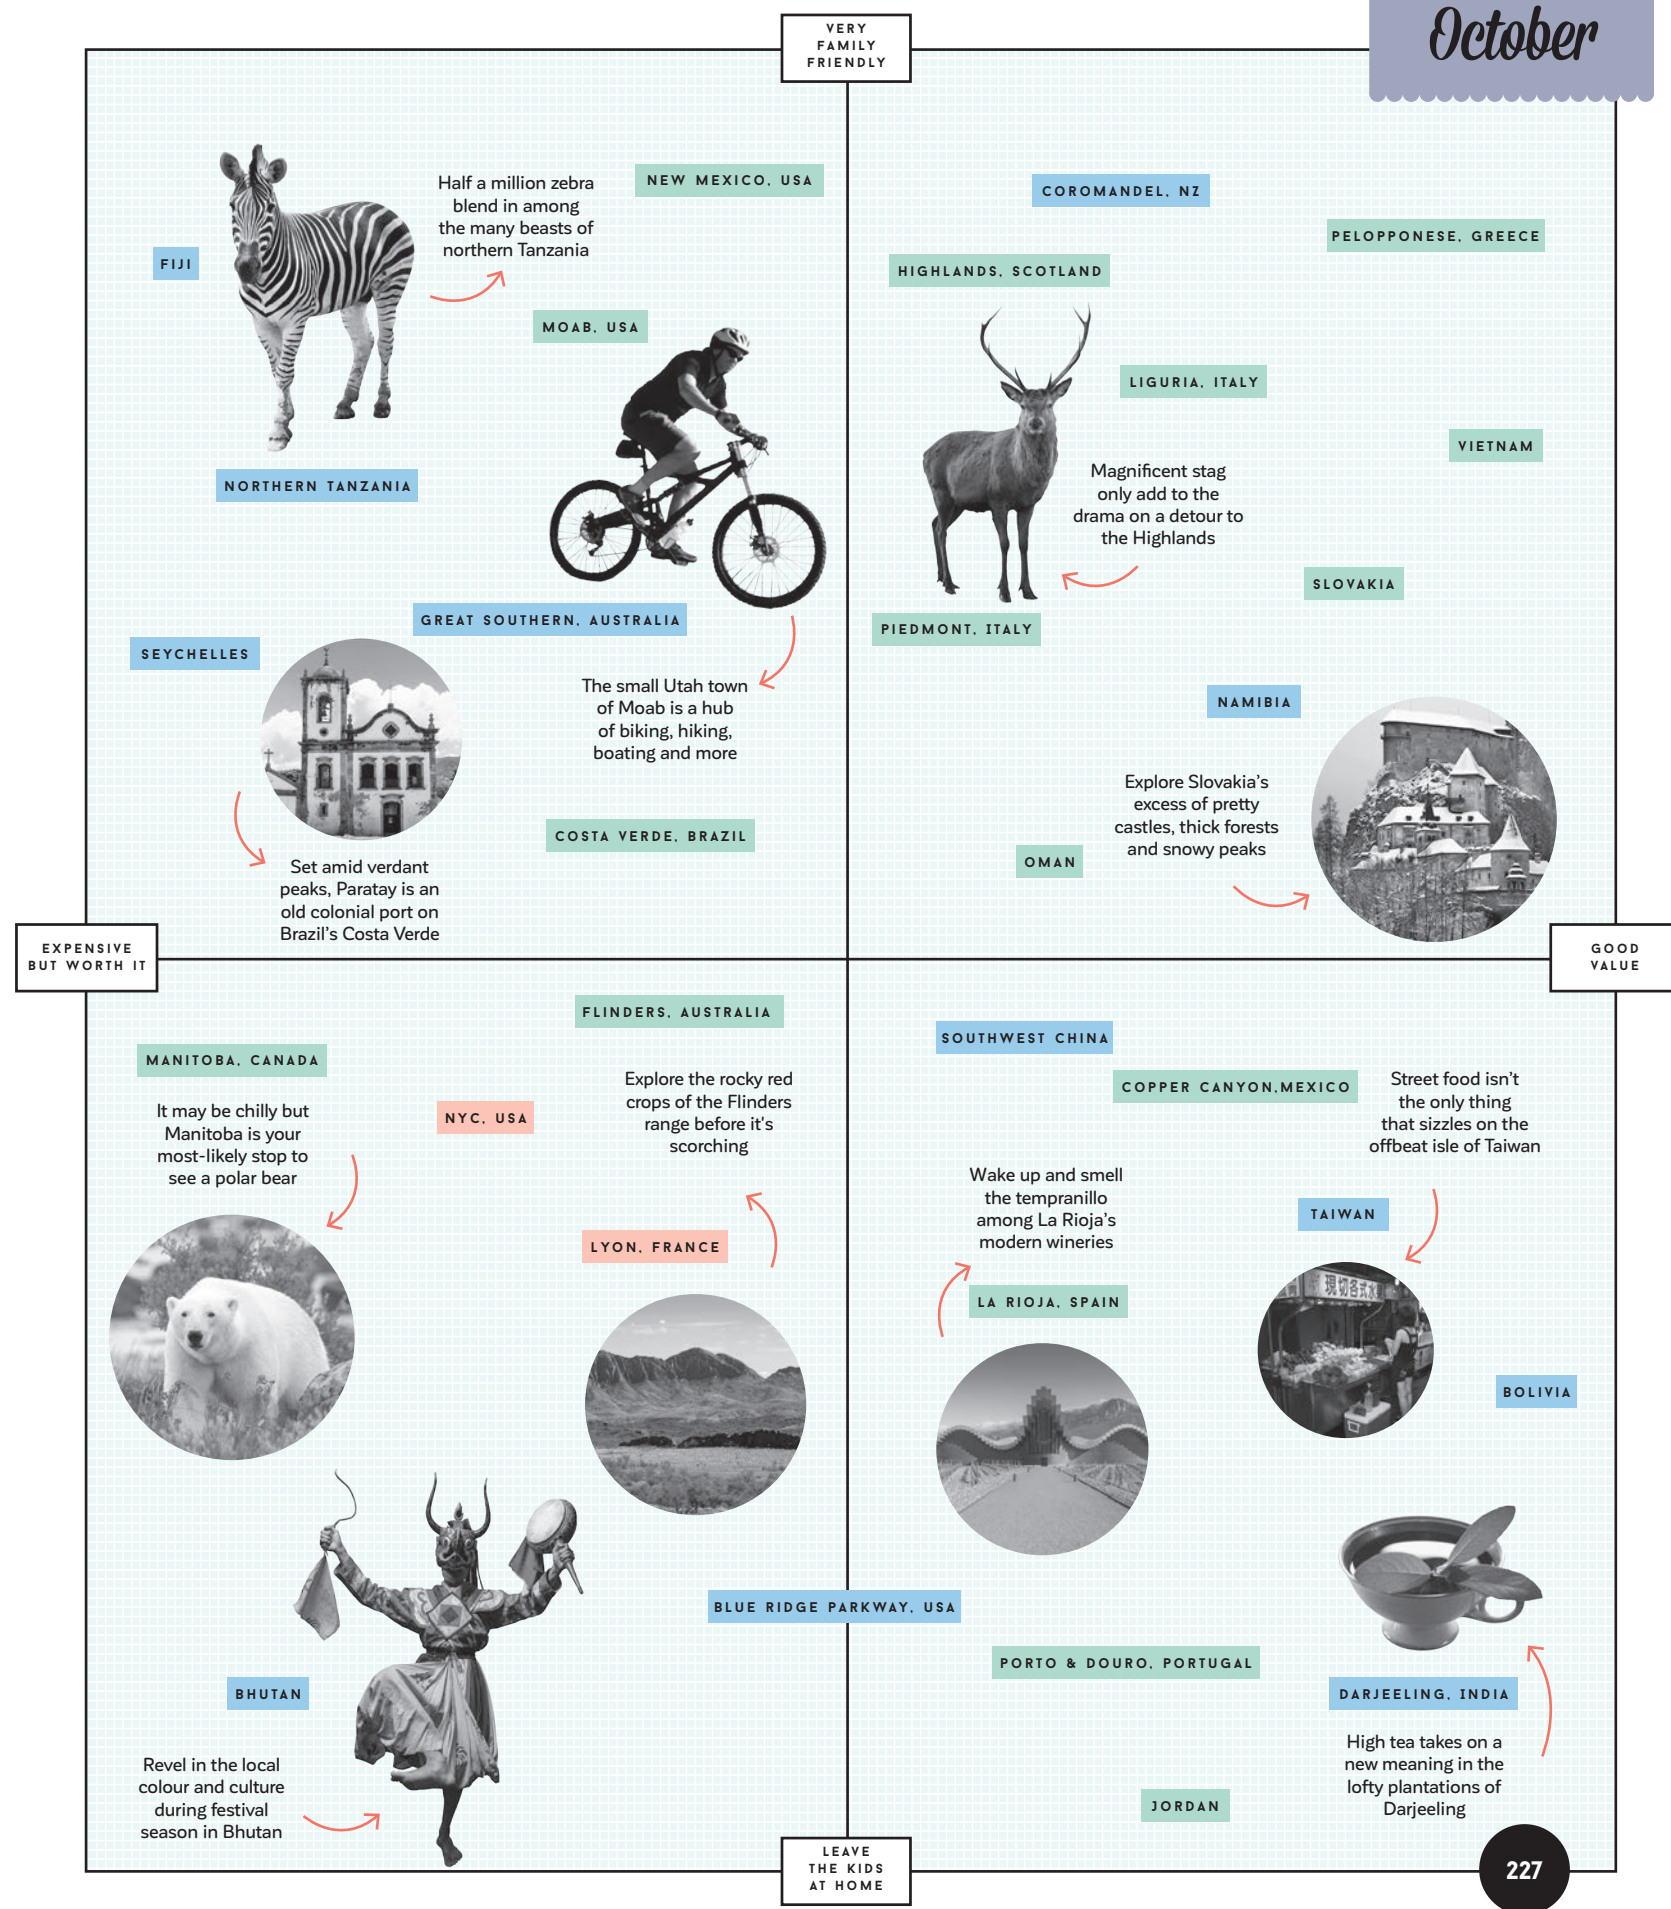 October
VERY
FAMILY
FRIENDLY
Half a million zebra
blend in among
the many beasts of
northern Tanzania
NEW MEXICO, USA
FIJI
MOAB, USA
NORTHERN TANZANIA
GREAT SOUTHERN, AUSTRALIA
SEYCHELLES
The small Utah town
of Moab is a hub
of biking, hiking,
boating and more
COSTA VERDE, BRAZIL
Set amid verdant
peaks, Paratay is an
old colonial port on
Brazil's Costa Verde
COROMANDEL, NZ
PELOPPONESE, GREECE
HIGHLANDS, SCOTLAND
LIGURIA, ITALY
VIETNAM
Magnificent stag
only add to the
drama on a detour to
the Highlands
SLOVAKIA
PIEDMONT, ITALY
NAMIBIA
Explore Slovakia's
excess of pretty
castles, thick forests
and snowy peaks
OMAN
EXPENSIVE
BUT WORTH IT
GOOD
VALUE
FLINDERS, AUSTRALIA
MANITOBA, CANADA
It may be chilly but
Manitoba is your
most-likely stop to
see a polar bear
NYC, USA
Explore the rocky red
crops of the Flinders
range before it's
scorching
LYON, FRANCE
BHUTAN
Revel in the local
colour and culture
during festival
season in Bhutan
BLUE RIDGE PARKWAY, USA
SOUTHWEST CHINA
COPPER CANYON,MEXICO
Street food isn't
the only thing
that sizzles on the
offbeat isle of Taiwan
Wake up and smell
the tempranillo
among La Rioja's
modern wineries
TAIWAN
現切各式水果
LA RIOJA, SPAIN
BOLIVIA
PORTO & DOURO, PORTUGAL
DARJEELING, INDIA
High tea takes on a
new meaning in the
lofty plantations of
Darjeeling
JORDAN
LEAVE
THE KIDS
AT HOME
227